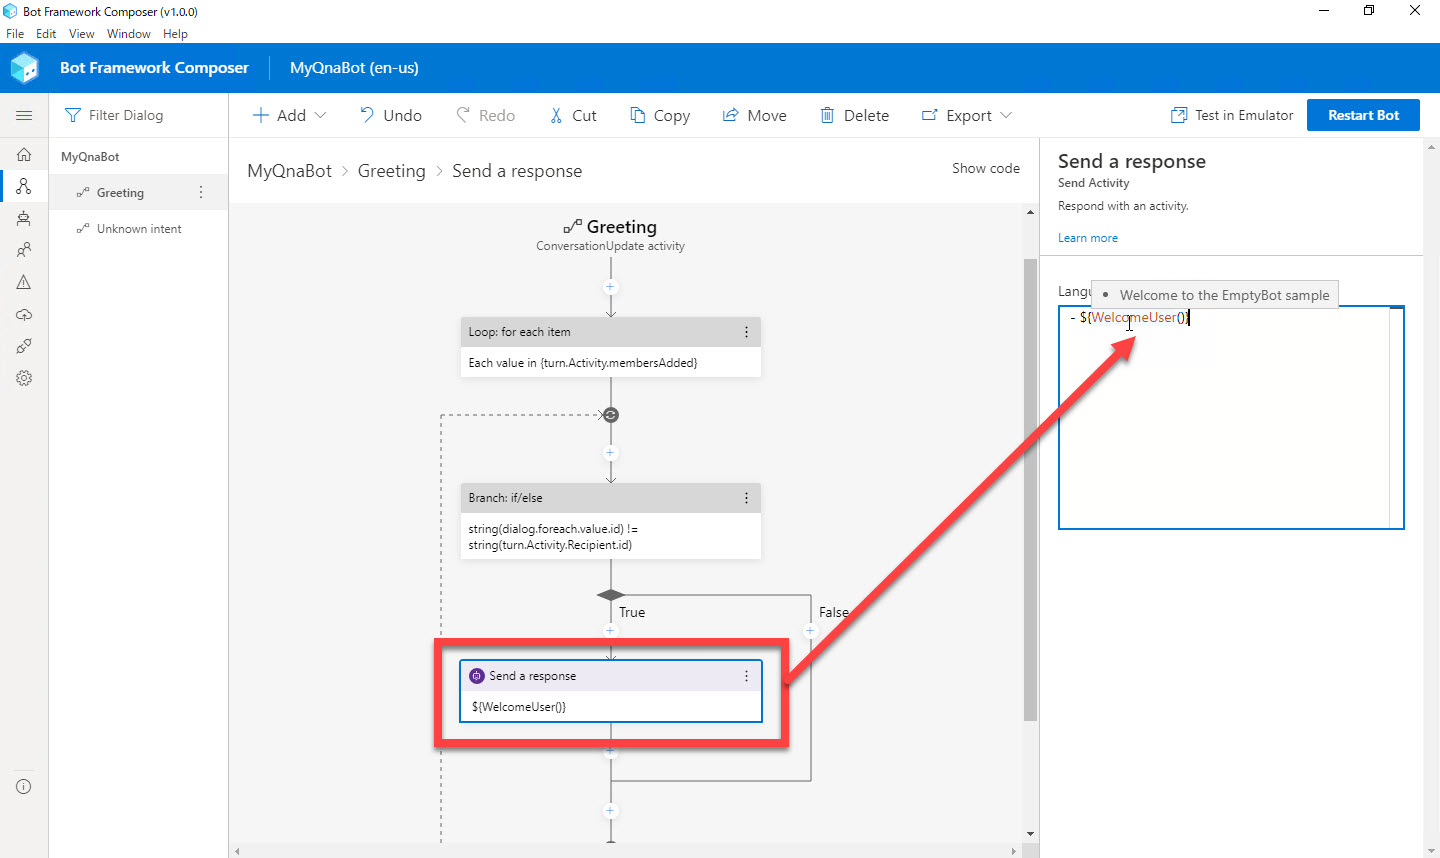 Bot Framework Composer (v1.0.0)
File Edit View Window Help
Bot Framework Composer MyQnaBot (en-us)
Filter Dialog
Add Undo Redo Cut Copy Move Delete Export Test in Emulator Restart Bot
MyQnaBot
Greeting
Unknown intent
MyQnaBot > Greeting > Send a response
Show code
Greeting
ConversationUpdate activity
Loop: for each item
Each value in {turn.Activity.membersAdded}
Branch: if/else
string(dialog.foreach.value.id) !=
string(turn.Activity.Recipient.id)
True
False
Send a response
${WelcomeUser()}
Send a response
Send Activity
Respond with an activity.
Learn more
Langu
• Welcome to the EmptyBot sample
- ${WelcomeUser()}